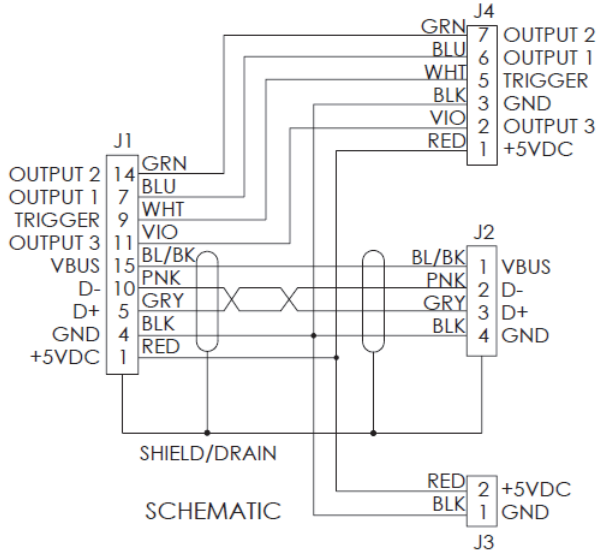 J4
GRN 7 OUTPUT 2
BLU 6 OUTPUT 1
WHT 5 TRIGGER
BLK 3 GND
VIO 2 OUTPUT 3
RED 1 +5VDC
J1
OUTPUT 2 14 GRN
OUTPUT 1 7 BLU
TRIGGER 9 WHT
OUTPUT 3 11 VIO
VBUS 15 BL/BK
D- 10 PNK
D+ 5 GRY
GND 4 BLK
+5VDC 1 RED
J2
BL/BK 1 VBUS
PNK 2 D-
GRY 3 D+
BLK 4 GND
SHIELD/DRAIN
SCHEMATIC
RED 2 +5VDC
BLK 1 GND
J3